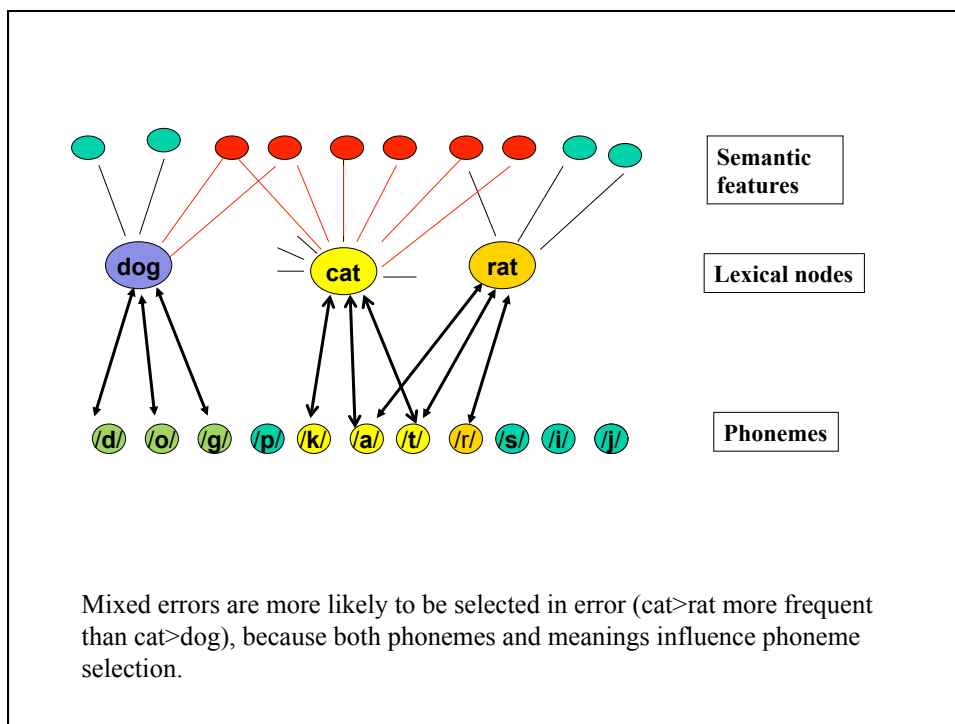 Semantic
features
dog
cat
rat
Lexical nodes
/d/ /o/ /g/ /p/ /k/ /a/ /t/ /r/ /s/ /i/ /j/
Phonemes
Mixed errors are more likely to be selected in error (cat>rat more frequent
than cat>dog), because both phonemes and meanings influence phoneme
selection.